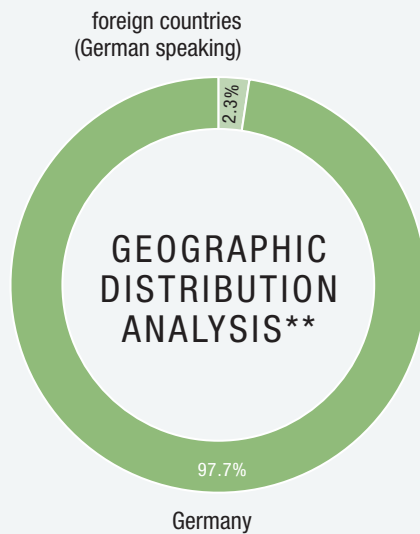 foreign countries
(German speaking)
2.3%
GEOGRAPHIC
DISTRIBUTION
ANALYSIS**
97.7%
Germany